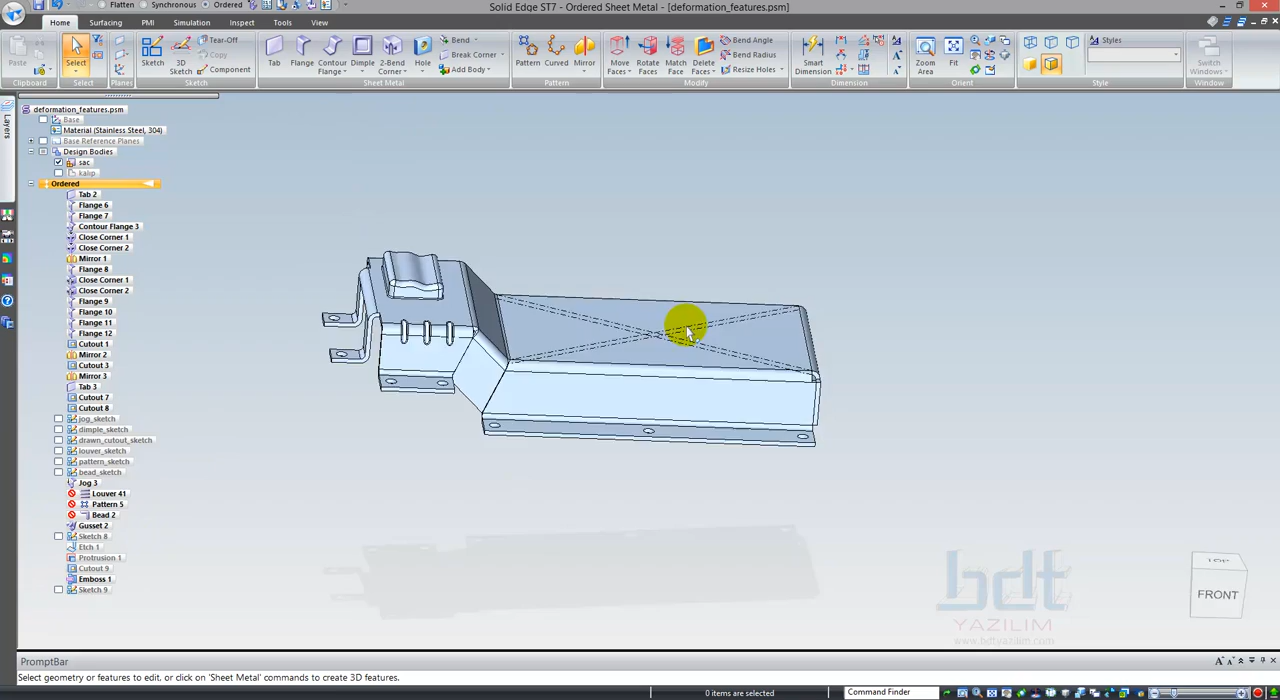 Flatten Synchronous Ordered
Solid Edge ST7 - Ordered Sheet Metal - [deformation_features.psm]
Home Surfacing PMI Simulation Inspect Tools View
Paste
Clipboard
Select
Select
Planes
Sketch
3D Sketch
Tear-Off
Copy
Component
Sketch
Tab
Flange
Contour Flange
Dimple
2-Bend Corner
Hole
Bend
Break Corner
Add Body
Sheet Metal
Pattern
Curved
Mirror
Pattern
Move Faces
Rotate Faces
Match Face
Delete Faces
Bend Angle
Bend Radius
Resize Holes
Modify
Smart Dimension
Dimension
Zoom Area
Fit
Orient
Styles
Style
Switch Windows
Window
Layers
deformation_features.psm
Base
Material (Stainless Steel, 304)
Base Reference Planes
Design Bodies
sac
kalıp
Ordered
Tab 2
Flange 6
Flange 7
Contour Flange 3
Close Corner 1
Close Corner 2
Mirror 1
Flange 8
Close Corner 1
Close Corner 2
Flange 9
Flange 10
Flange 11
Flange 12
Cutout 1
Mirror 2
Cutout 3
Mirror 3
Tab 3
Cutout 7
Cutout 8
jog_sketch
dimple_sketch
drawn_cutout_sketch
louver_sketch
pattern_sketch
bead_sketch
Jog 3
Louver 41
Pattern 5
Bead 2
Gusset 2
Sketch 8
Etch 1
Protrusion 1
Cutout 9
Emboss 1
Sketch 9
bdt
YAZILIM
www.bdtyazilim.com
TOP
FRONT
PromptBar
Select geometry or features to edit, or click on 'Sheet Metal' commands to create 3D features.
0 items are selected
Command Finder